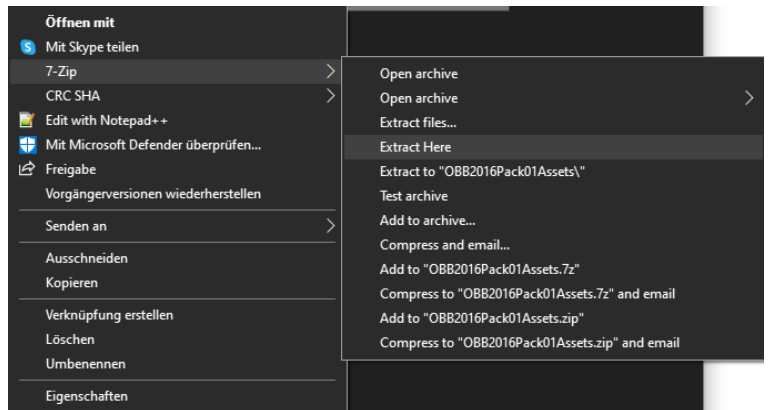 Öffnen mit
Mit Skype teilen
7-Zip
CRC SHA
Edit with Notepad++
Mit Microsoft Defender überprüfen...
Freigabe
Vorgängerversionen wiederherstellen
Senden an
Ausschneiden
Kopieren
Verknüpfung erstellen
Löschen
Umbenennen
Eigenschaften
Open archive
Open archive
Extract files...
Extract Here
Extract to "OBB2016Pack01Assets\"
Test archive
Add to archive...
Compress and email...
Add to "OBB2016Pack01Assets.7z"
Compress to "OBB2016Pack01Assets.7z" and email
Add to "OBB2016Pack01Assets.zip"
Compress to "OBB2016Pack01Assets.zip" and email